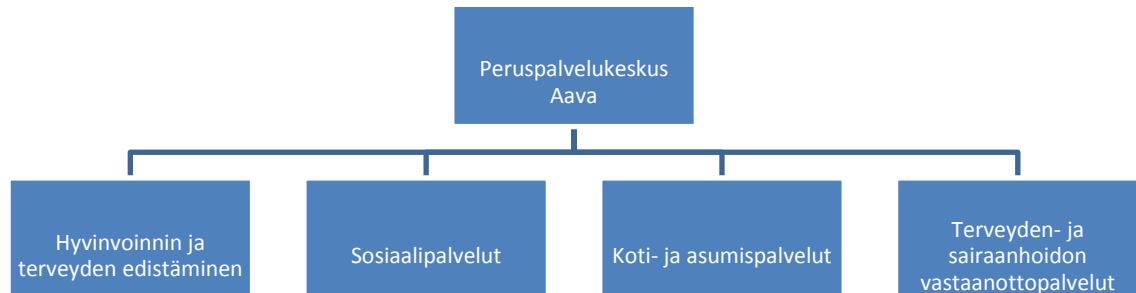 Peruspalvelukeskus
Aava
Hyvinvoinnin ja
terveyden edistäminen
Sosiaalipalvelut
Koti- ja asumispalvelut
Terveyden- ja
sairaanhoidon
vastaanottopalvelut